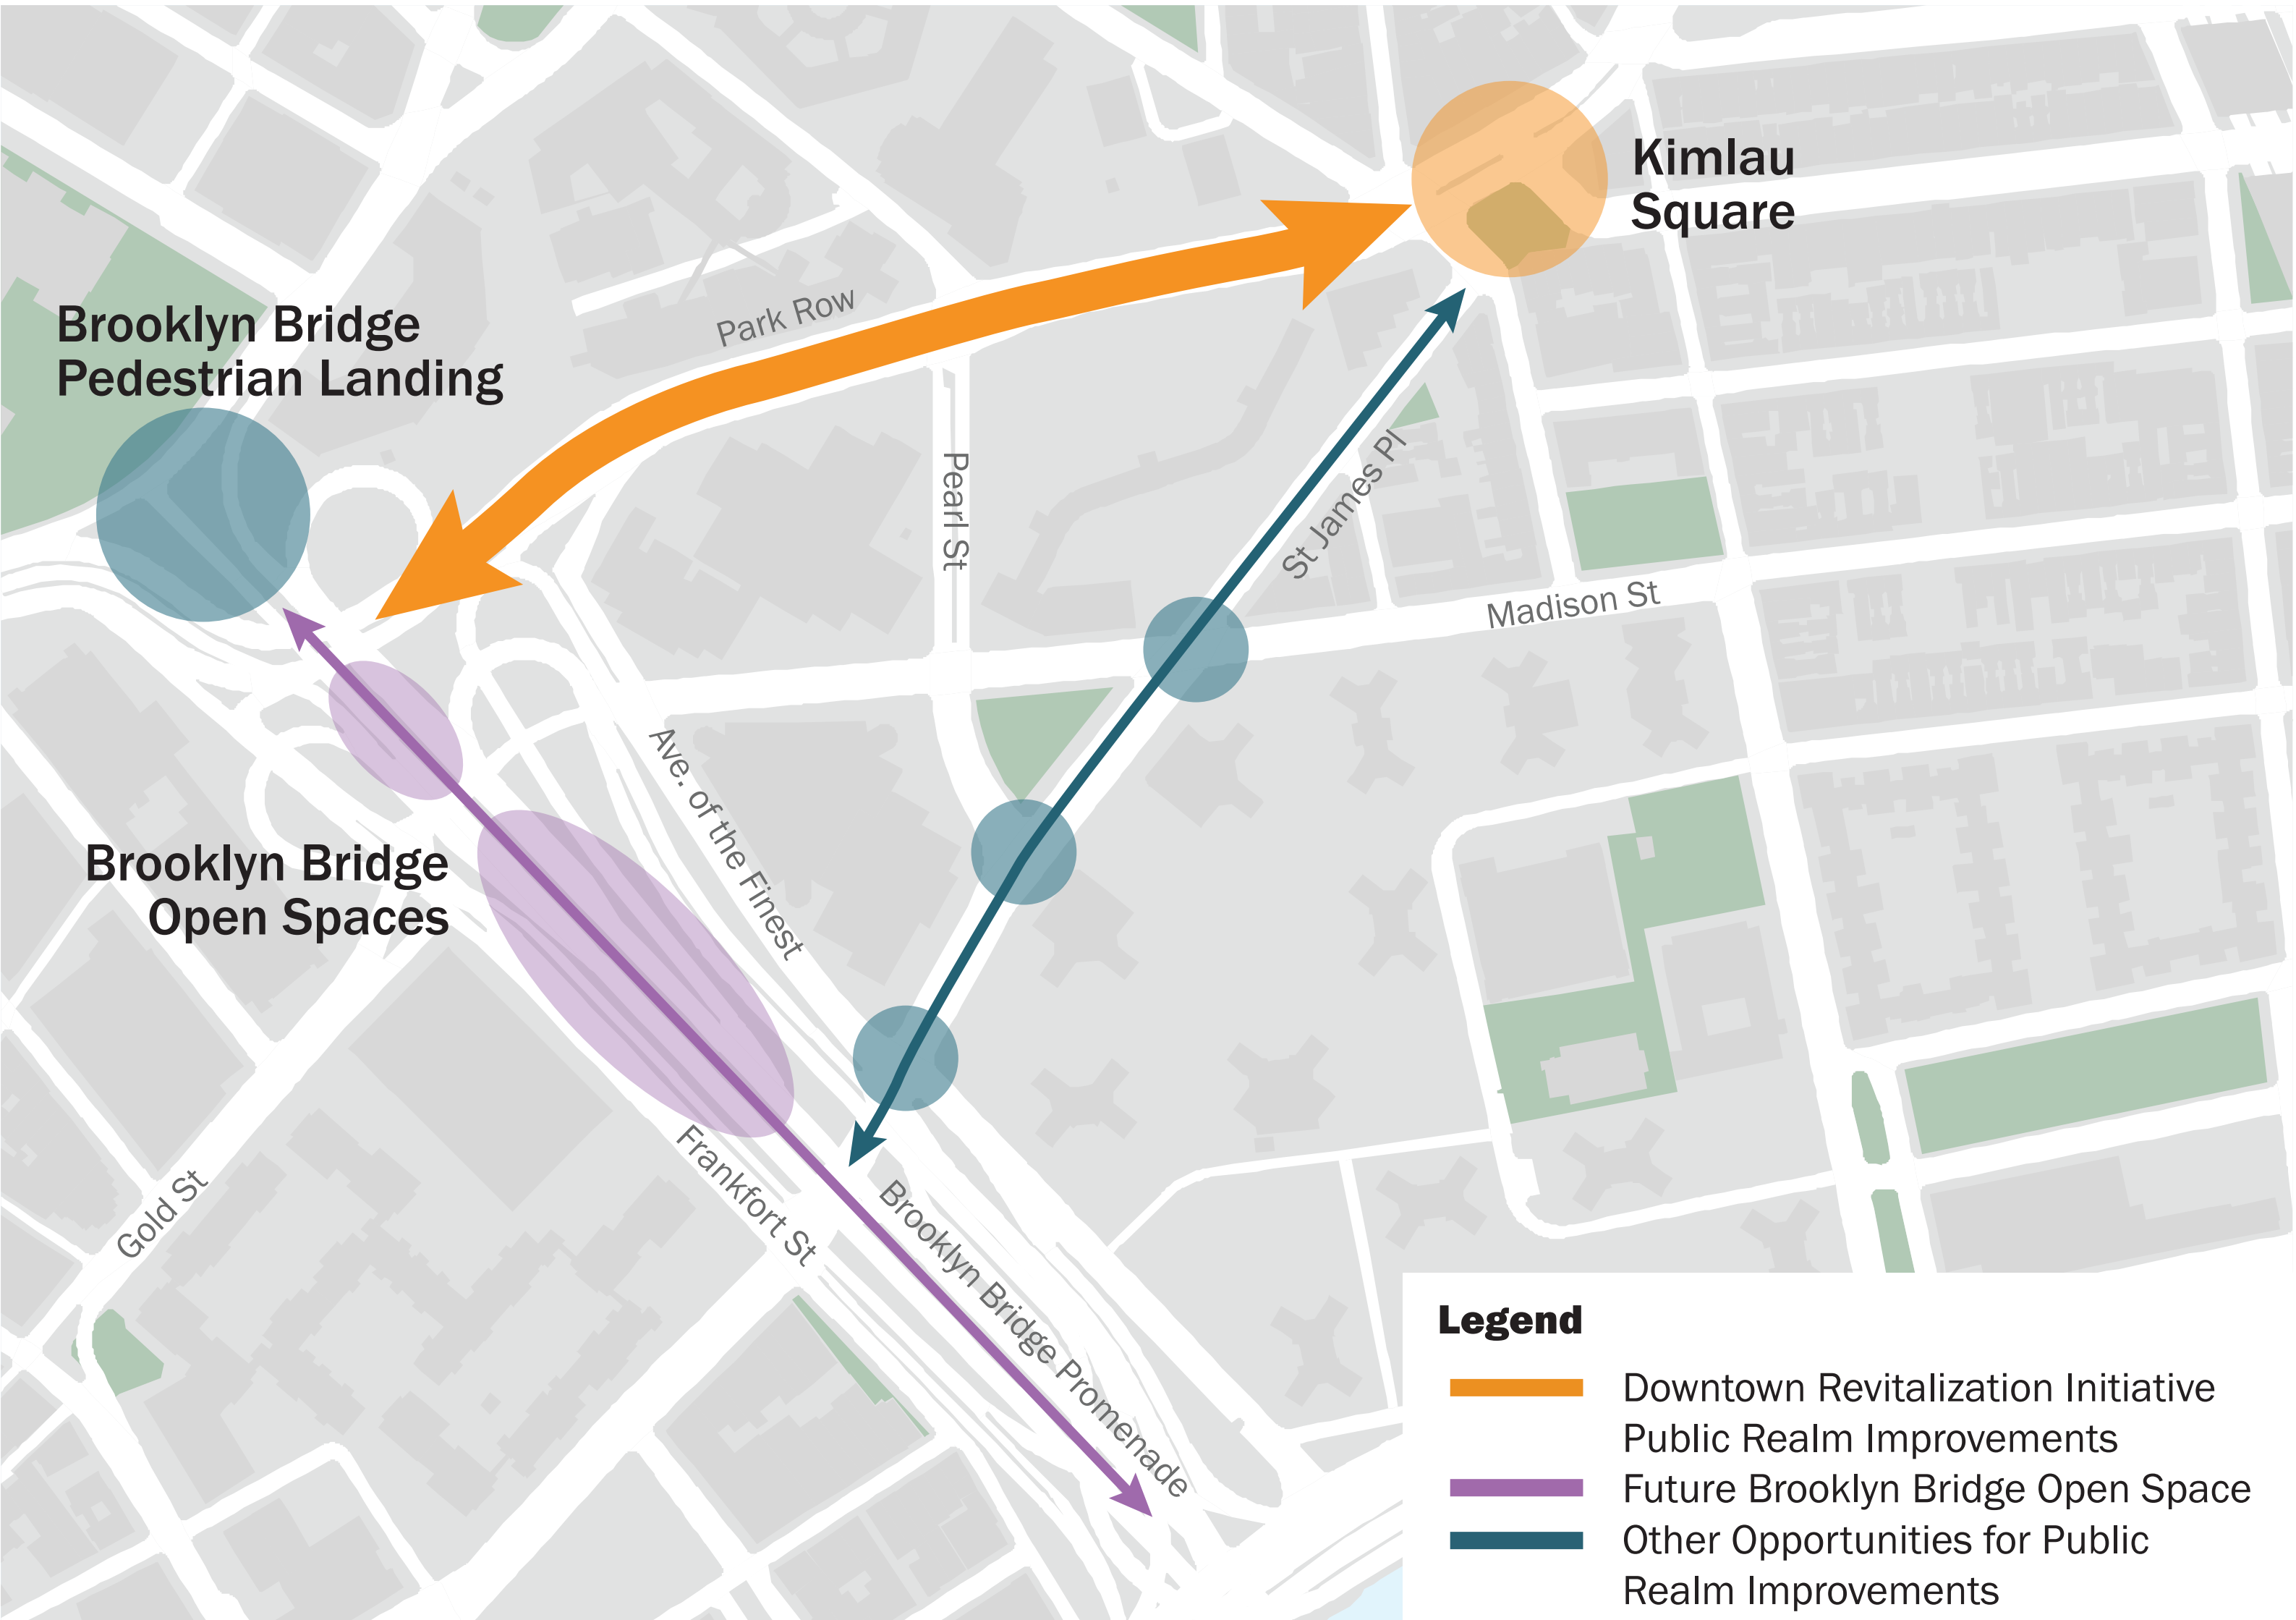 Kimlau
Square
Brooklyn Bridge
Pedestrian Landing
Park Row
Pearl St
St James Pl
Madison St
Ave. of the Finest
Brooklyn Bridge
Open Spaces
Gold St
Frankfort St
Brooklyn Bridge Promenade
Legend
Downtown Revitalization Initiative
Public Realm Improvements
Future Brooklyn Bridge Open Space
Other Opportunities for Public
Realm Improvements